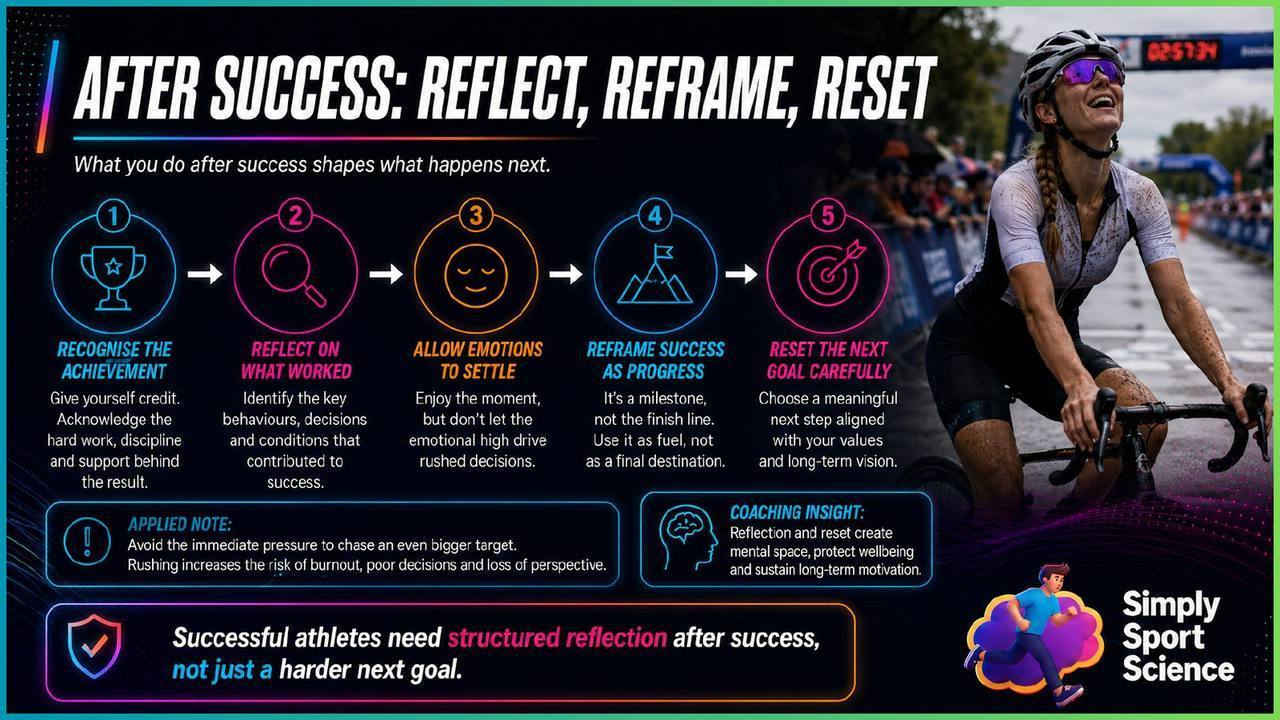 AFTER SUCCESS: REFLECT, REFRAME, RESET
What you do after success shapes what happens next.
1
RECOGNISE THE
ACHIEVEMENT
Give yourself credit.
Acknowledge the
hard work, discipline
and support behind
the result.
2
REFLECT ON
WHAT WORKED
Identify the key
behaviours, decisions
and conditions that
contributed to
success.
3
ALLOW EMOTIONS
TO SETTLE
Enjoy the moment,
but don't let the
emotional high drive
rushed decisions.
4
REFRAME SUCCESS
AS PROGRESS
It's a milestone,
not the finish line.
Use it as fuel, not
as a final destination.
5
RESET THE NEXT
GOAL CAREFULLY
Choose a meaningful
next step aligned
with your values
and long-term vision.
02:57:34
APPLIED NOTE:
Avoid the immediate pressure to chase an even bigger target.
Rushing increases the risk of burnout, poor decisions and loss of perspective.
COACHING INSIGHT:
Reflection and reset create
mental space, protect wellbeing
and sustain long-term motivation.
Successful athletes need structured reflection after success,
not just a harder next goal.
Simply
Sport
Science